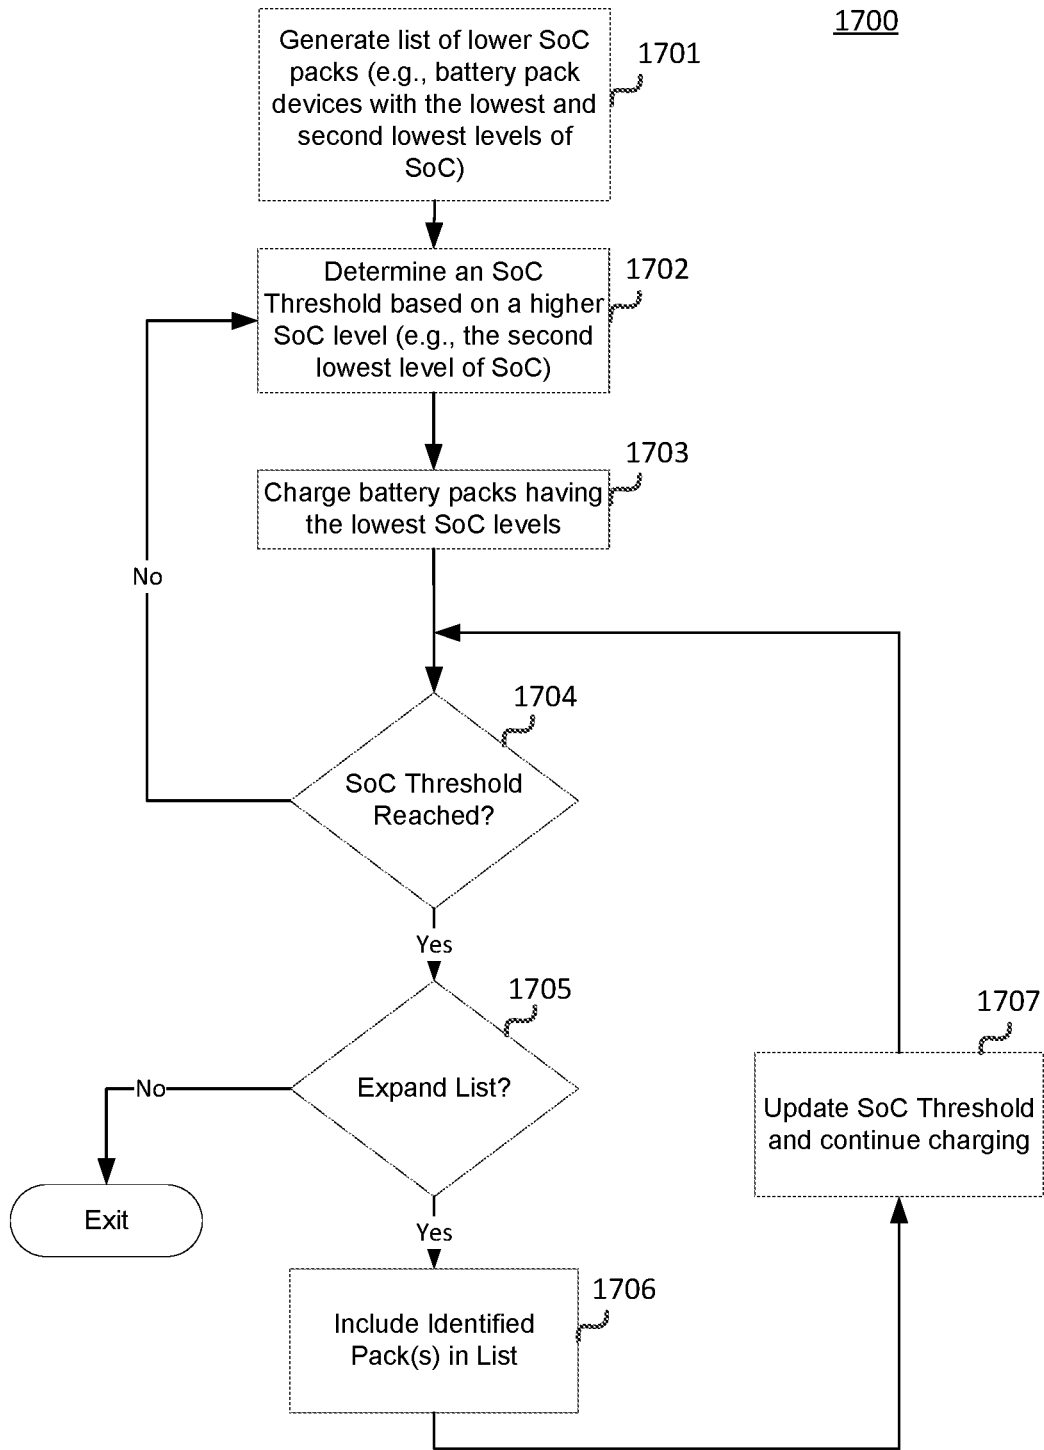 1700
Generate list of lower SoC
packs (e.g., battery pack
devices with the lowest and
second lowest levels of
SoC)
1701
Determine an SoC
Threshold based on a higher
SoC level (e.g., the second
lowest level of SoC)
1702
Charge battery packs having
the lowest SoC levels
1703
No
SoC Threshold
Reached?
1704
Yes
Expand List?
1705
No
Exit
Yes
Include Identified
Pack(s) in List
1706
Update SoC Threshold
and continue charging
1707